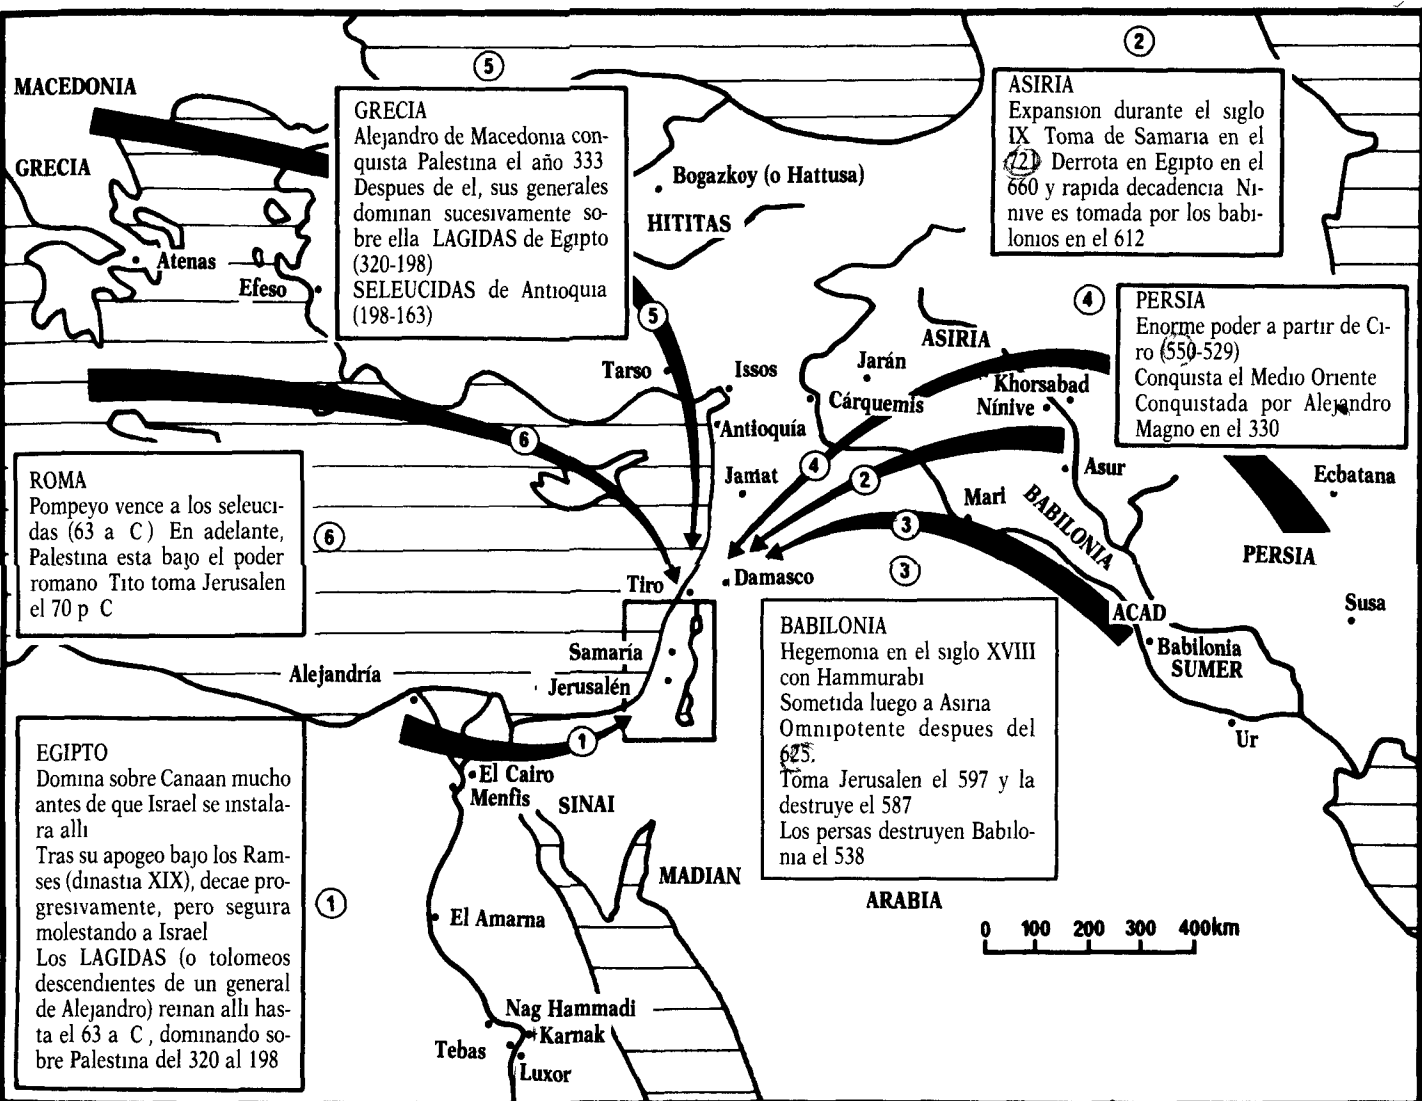 MACEDONIA
GRECIA
Atenas
Efeso
5
GRECIA
Alejandro de Macedonia con-
quista Palestina el año 333
Despues de el, sus generales
dominan sucesivamente so-
bre ella LAGIDAS de Egipto
(320-198)
SELEUCIDAS de Antioquia
(198-163)
Bogazkoy (o Hattusa)
HITITAS
2
ASIRIA
Expansion durante el siglo
IX Toma de Samaria en el
721 Derrota en Egipto en el
660 y rapida decadencia Ni-
nive es tomada por los babi-
lonios en el 612
4
PERSIA
Enorme poder a partir de Ci-
ro (550-529)
Conquista el Medio Oriente
Conquistada por Alejandro
Magno en el 330
5
Tarso
Issos
Antioquía
Jamat
ASIRIA
Jarán
Cárquemis
Khorsabad
Nínive
Asur
Mari
BABILONIA
Ecbatana
PERSIA
Susa
6
4
2
3
ROMA
Pompeyo vence a los seleuci-
das (63 a C) En adelante,
Palestina esta bajo el poder
romano Tito toma Jerusalen
el 70 p C
6
Tiro
Damasco
3
ACAD
Babilonia
SUMER
Ur
Samaría
Jerusalén
Alejandría
1
El Cairo
Menfis
SINAI
BABILONIA
Hegemonia en el siglo XVIII
con Hammurabi
Sometida luego a Asiria
Omnipotente despues del
625.
Toma Jerusalen el 597 y la
destruye el 587
Los persas destruyen Babilo-
nia el 538
EGIPTO
Domina sobre Canaan mucho
antes de que Israel se instala-
ra alli
Tras su apogeo bajo los Ram-
ses (dinastia XIX), decae pro-
gresivamente, pero seguira
molestando a Israel
Los LAGIDAS (o tolomeos
descendientes de un general
de Alejandro) reinan alli has-
ta el 63 a C, dominando so-
bre Palestina del 320 al 198
1
MADIAN
ARABIA
El Amarna
0 100 200 300 400km
Nag Hammadi
Karnak
Tebas
Luxor